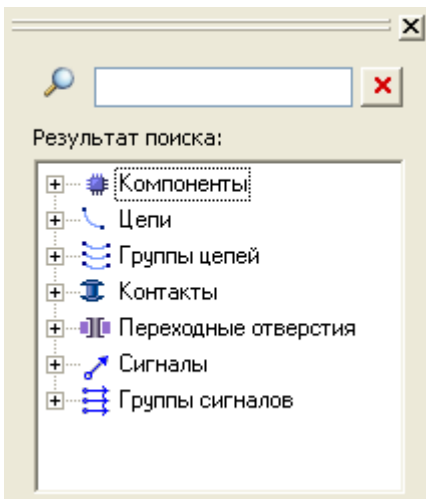 Результат поиска:
Компоненты
Цепи
Группы цепей
Контакты
Переходные отверстия
Сигналы
Группы сигналов